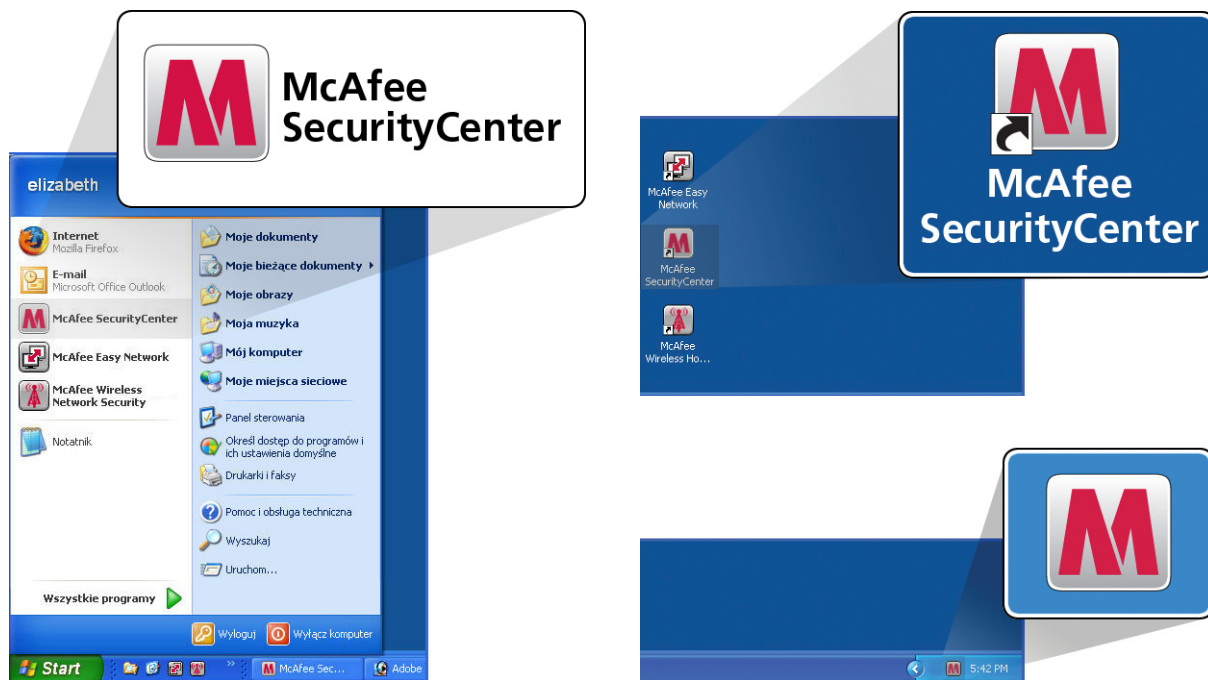 McAfee
SecurityCenter
elizabeth
Internet
Mozilla Firefox
E-mail
Microsoft Office Outlook
McAfee SecurityCenter
McAfee Easy Network
McAfee Wireless
Network Security
Notatnik
Wszystkie programy
Moje dokumenty
Moje bieżące dokumenty
Moje obrazy
Moja muzyka
Mój komputer
Moje miejsca sieciowe
Panel sterowania
Określ dostęp do programów i
ich ustawienia domyślne
Drukarki i faksy
Pomoc i obsługa techniczna
Wyszukaj
Uruchom...
Wyloguj
Wyłącz komputer
Start
McAfee Sec...
Adobe
McAfee Easy
Network
McAfee
SecurityCenter
McAfee
Wireless Ho...
McAfee
SecurityCenter
5:42 PM